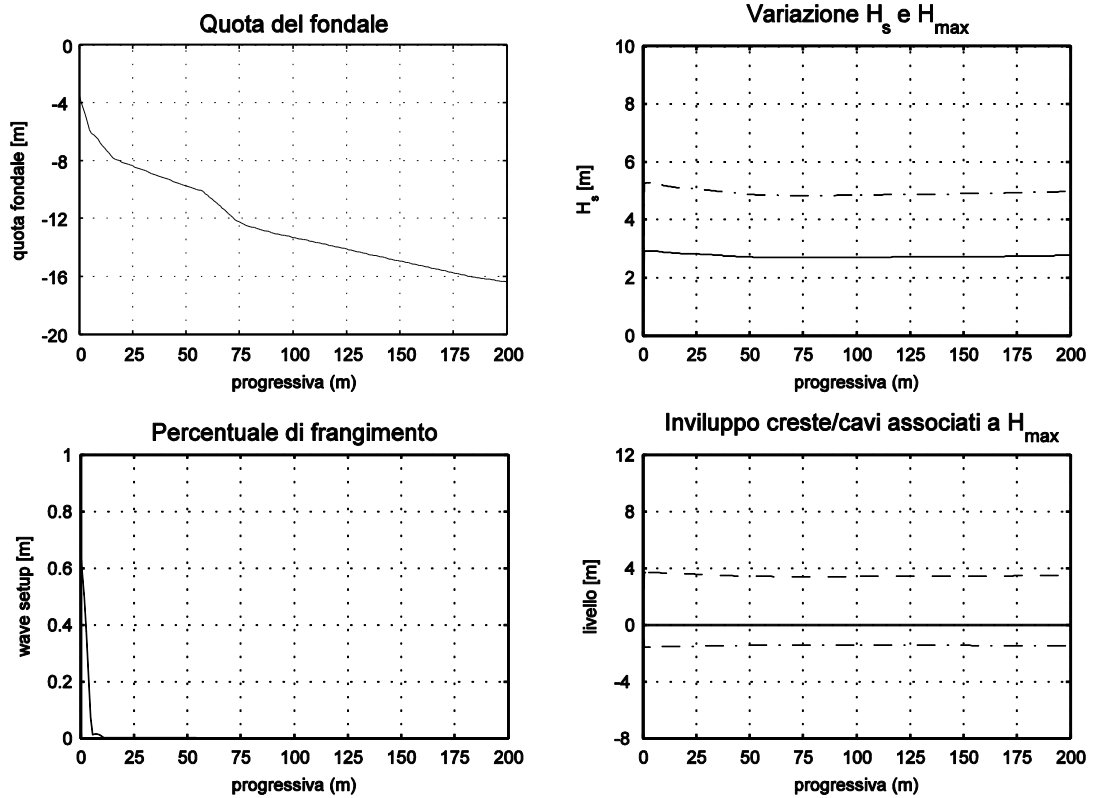 Quota del fondale
0
-4
-8
-12
-16
-20
quota fondale [m]
0 25 50 75 100 125 150 175 200
progressiva (m)
Variazione Hs e Hmax
10
8
6
4
2
0
Hs [m]
0 25 50 75 100 125 150 175 200
progressiva (m)
Percentuale di frangimento
1
0.8
0.6
0.4
0.2
0
wave setup [m]
0 25 50 75 100 125 150 175 200
progressiva (m)
Inviluppo creste/cavi associati a Hmax
12
8
4
0
-4
-8
livello [m]
0 25 50 75 100 125 150 175 200
progressiva (m)